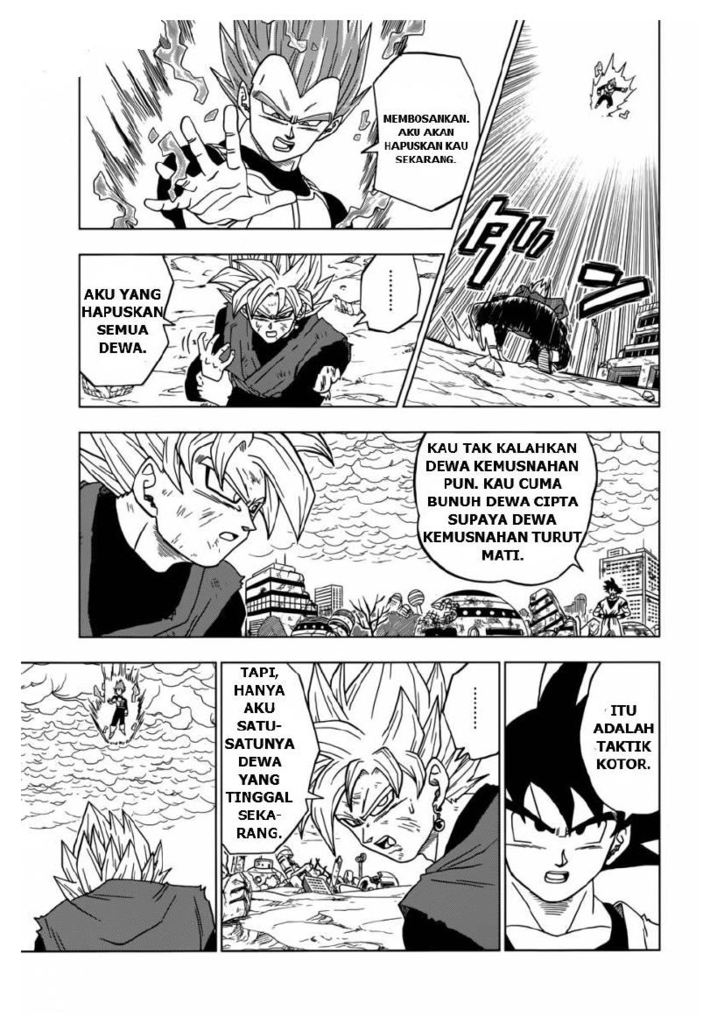 MEMBOSANKAN.
AKU AKAN
HAPUSKAN KAU
SEKARANG.
........
AKU YANG
HAPUSKAN
SEMUA
DEWA.
KAU TAK KALAHKAN
DEWA KEMUSNAHAN
PUN. KAU CUMA
BUNUH DEWA CIPTA
SUPAYA DEWA
KEMUSNAHAN TURUT
MATI.
ITU
ADALAH
TAKTIK
KOTOR.
........
TAPI,
HANYA
AKU
SATU-
SATUNYA
DEWA
YANG
TINGGAL
SEKA-
RANG.